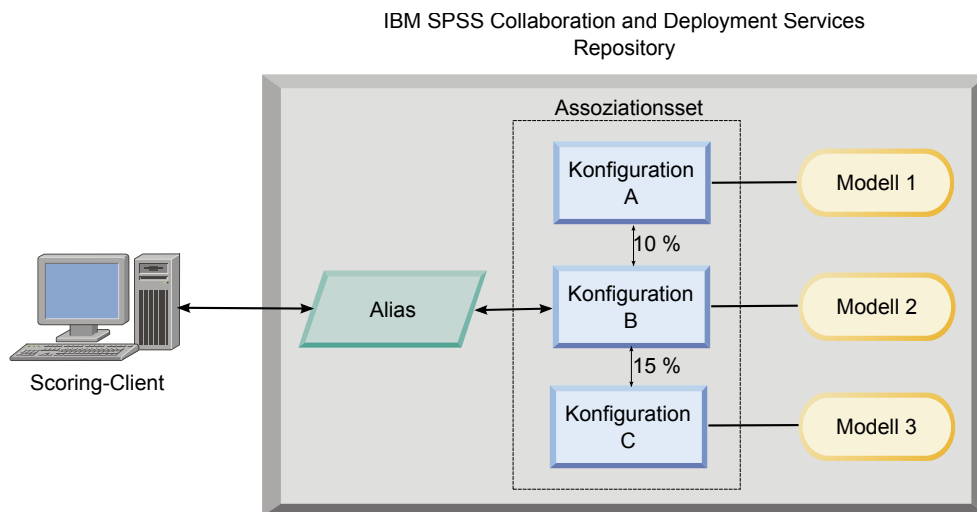 IBM SPSS Collaboration and Deployment Services
Repository
Assoziationsset
Konfiguration
A
Modell 1
10 %
Alias
Konfiguration
B
Modell 2
15 %
Scoring-Client
Konfiguration
C
Modell 3